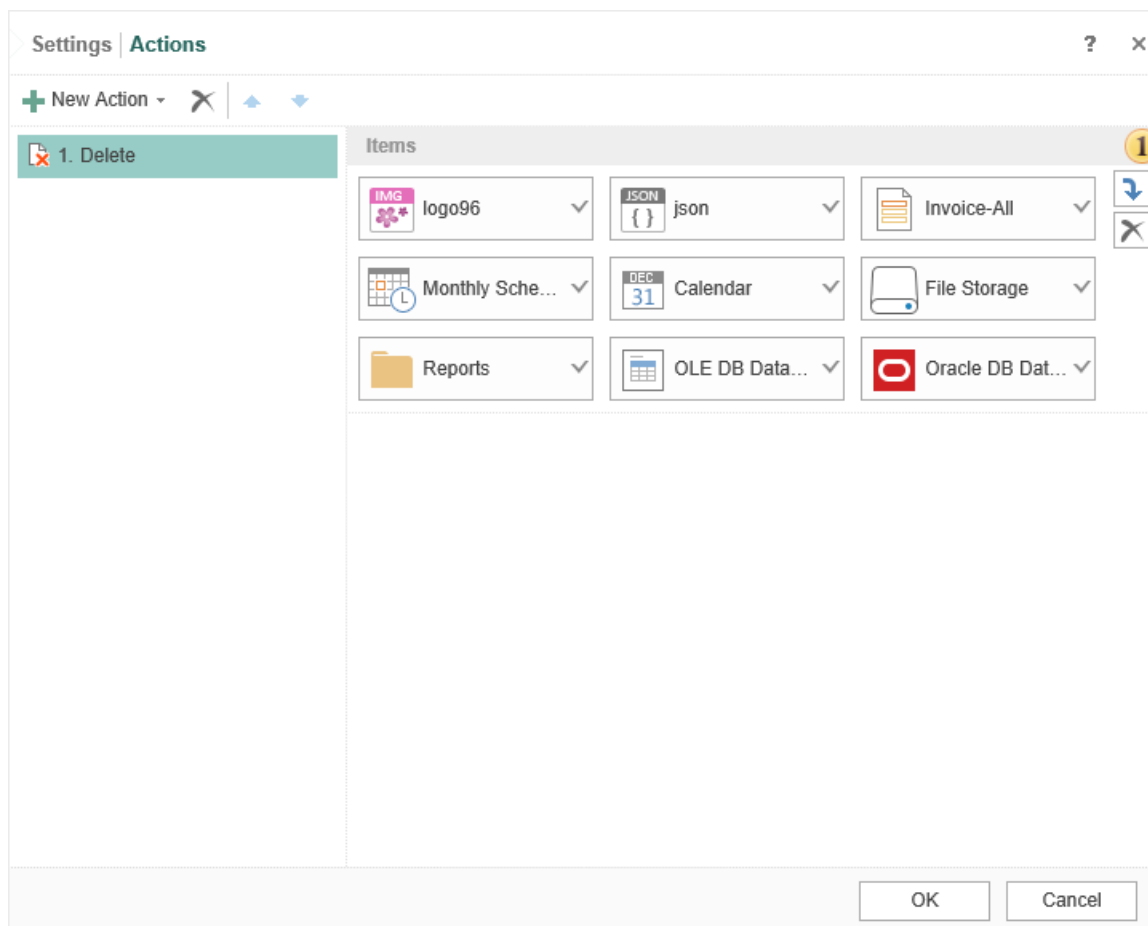 Settings | Actions ?
New Action
1. Delete
Items
1
IMG logo96
JSON { } json
Invoice-All
Monthly Sche...
DEC 31 Calendar
File Storage
Reports
OLE DB Data...
Oracle DB Dat...
OK Cancel